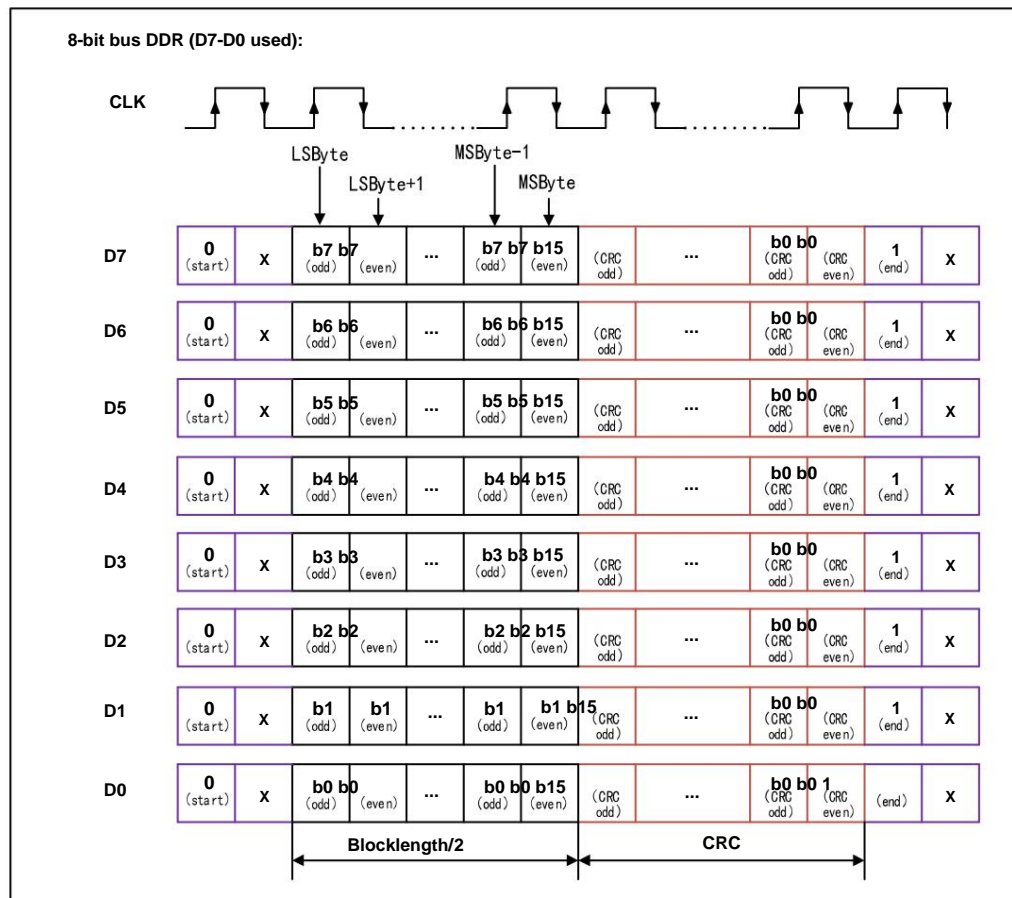 8-bit bus DDR (D7-D0 used):
CLK
LSByte
MSByte-1
LSByte+1
MSByte
D7 0 (start) X b7 b7 (odd) (even) ... b7 b7 b15 (odd) (even) (CRC odd) ... b0 b0 (CRC odd) (CRC even) 1 (end) X
D6 0 (start) X b6 b6 (odd) (even) ... b6 b6 b15 (odd) (even) (CRC odd) ... b0 b0 (CRC odd) (CRC even) 1 (end) X
D5 0 (start) X b5 b5 (odd) (even) ... b5 b5 b15 (odd) (even) (CRC odd) ... b0 b0 (CRC odd) (CRC even) 1 (end) X
D4 0 (start) X b4 b4 (odd) (even) ... b4 b4 b15 (odd) (even) (CRC odd) ... b0 b0 (CRC odd) (CRC even) 1 (end) X
D3 0 (start) X b3 b3 (odd) (even) ... b3 b3 b15 (odd) (even) (CRC odd) ... b0 b0 (CRC odd) (CRC even) 1 (end) X
D2 0 (start) X b2 b2 (odd) (even) ... b2 b2 b15 (odd) (even) (CRC odd) ... b0 b0 (CRC odd) (CRC even) 1 (end) X
D1 0 (start) X b1 (odd) b1 (even) ... b1 (odd) b1 b15 (even) (CRC odd) ... b0 b0 (CRC odd) (CRC even) 1 (end) X
D0 0 (start) X b0 b0 (odd) (even) ... b0 b0 b15 (odd) (even) (CRC odd) ... b0 b0 1 (CRC odd) (CRC even) (end) X
Blocklength/2
CRC